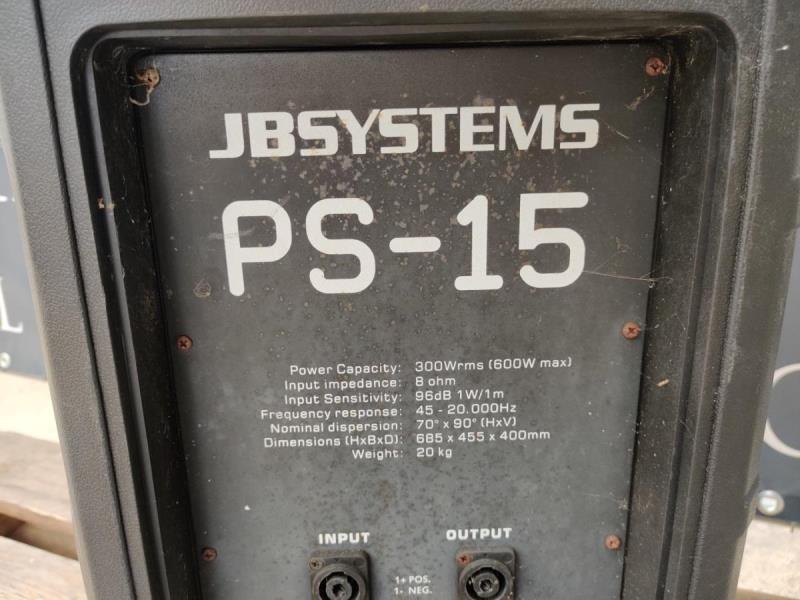 JBSYSTEMS
PS-15
Power Capacity: 300Wrms (600W max)
Input impedance: 8 ohm
Input Sensitivity: 96dB 1W/1m
Frequency response: 45 - 20.000Hz
Nominal dispersion: 70° x 90° (HxV)
Dimensions (HxBxD): 685 x 455 x 400mm
Weight: 20 kg
INPUT
OUTPUT
1+ POS.
1- NEG.
L